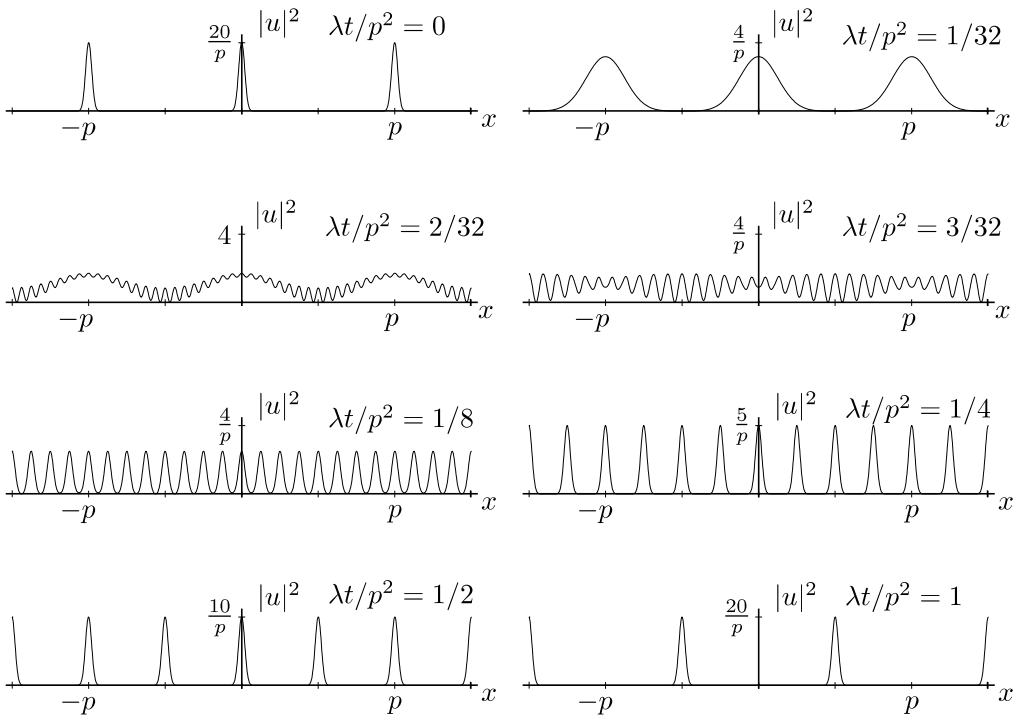 20/p |u|² λt/p² = 0
−p p x
4/p |u|² λt/p² = 1/32
−p p x
4 |u|² λt/p² = 2/32
−p p x
4/p |u|² λt/p² = 3/32
−p p x
4/p |u|² λt/p² = 1/8
−p p x
5/p |u|² λt/p² = 1/4
−p p x
10/p |u|² λt/p² = 1/2
−p p x
20/p |u|² λt/p² = 1
−p p x